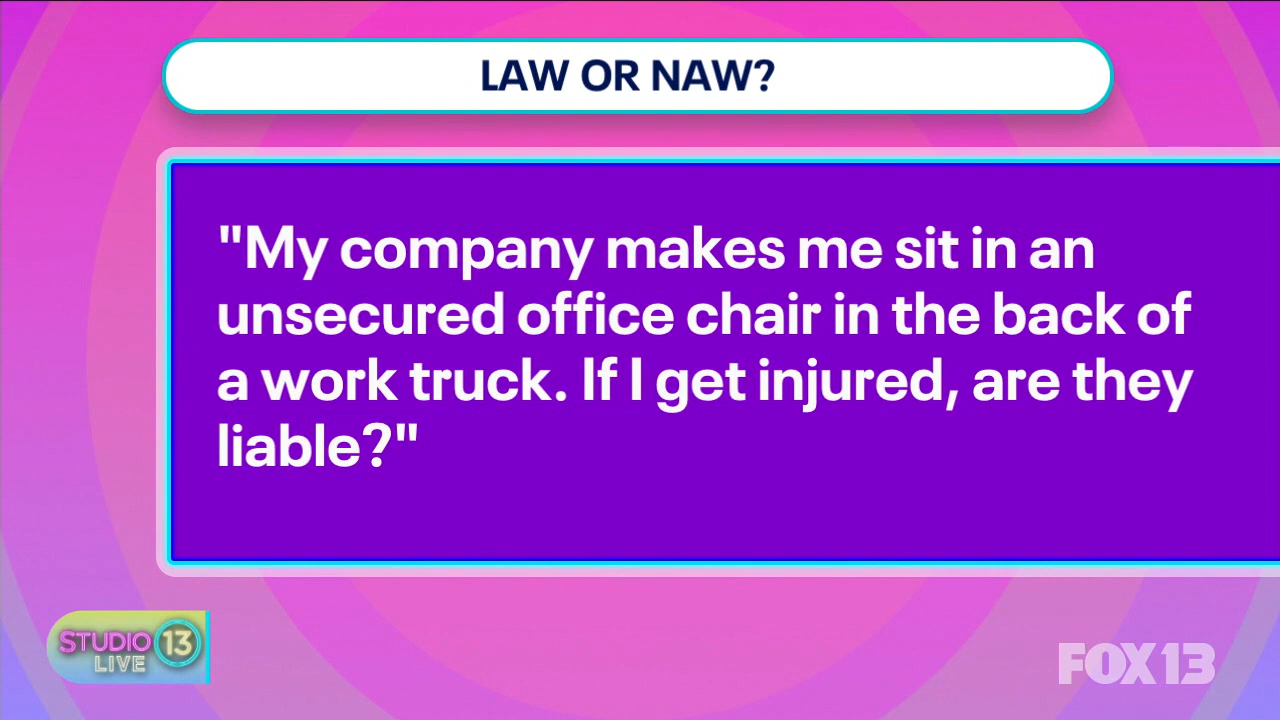 LAW OR NAW?
"My company makes me sit in an
unsecured office chair in the back of
a work truck. If I get injured, are they
liable?"
STUDIO 13
LIVE
FOX 13